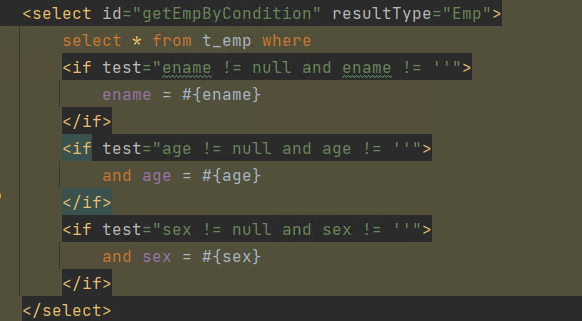 <select id="getEmpByCondition" resultType="Emp">
select * from t_emp where
<if test="ename != null and ename != ''">
ename = #{ename}
</if>
<if test="age != null and age != ''">
and age = #{age}
</if>
<if test="sex != null and sex != ''">
and sex = #{sex}
</if>
</select>